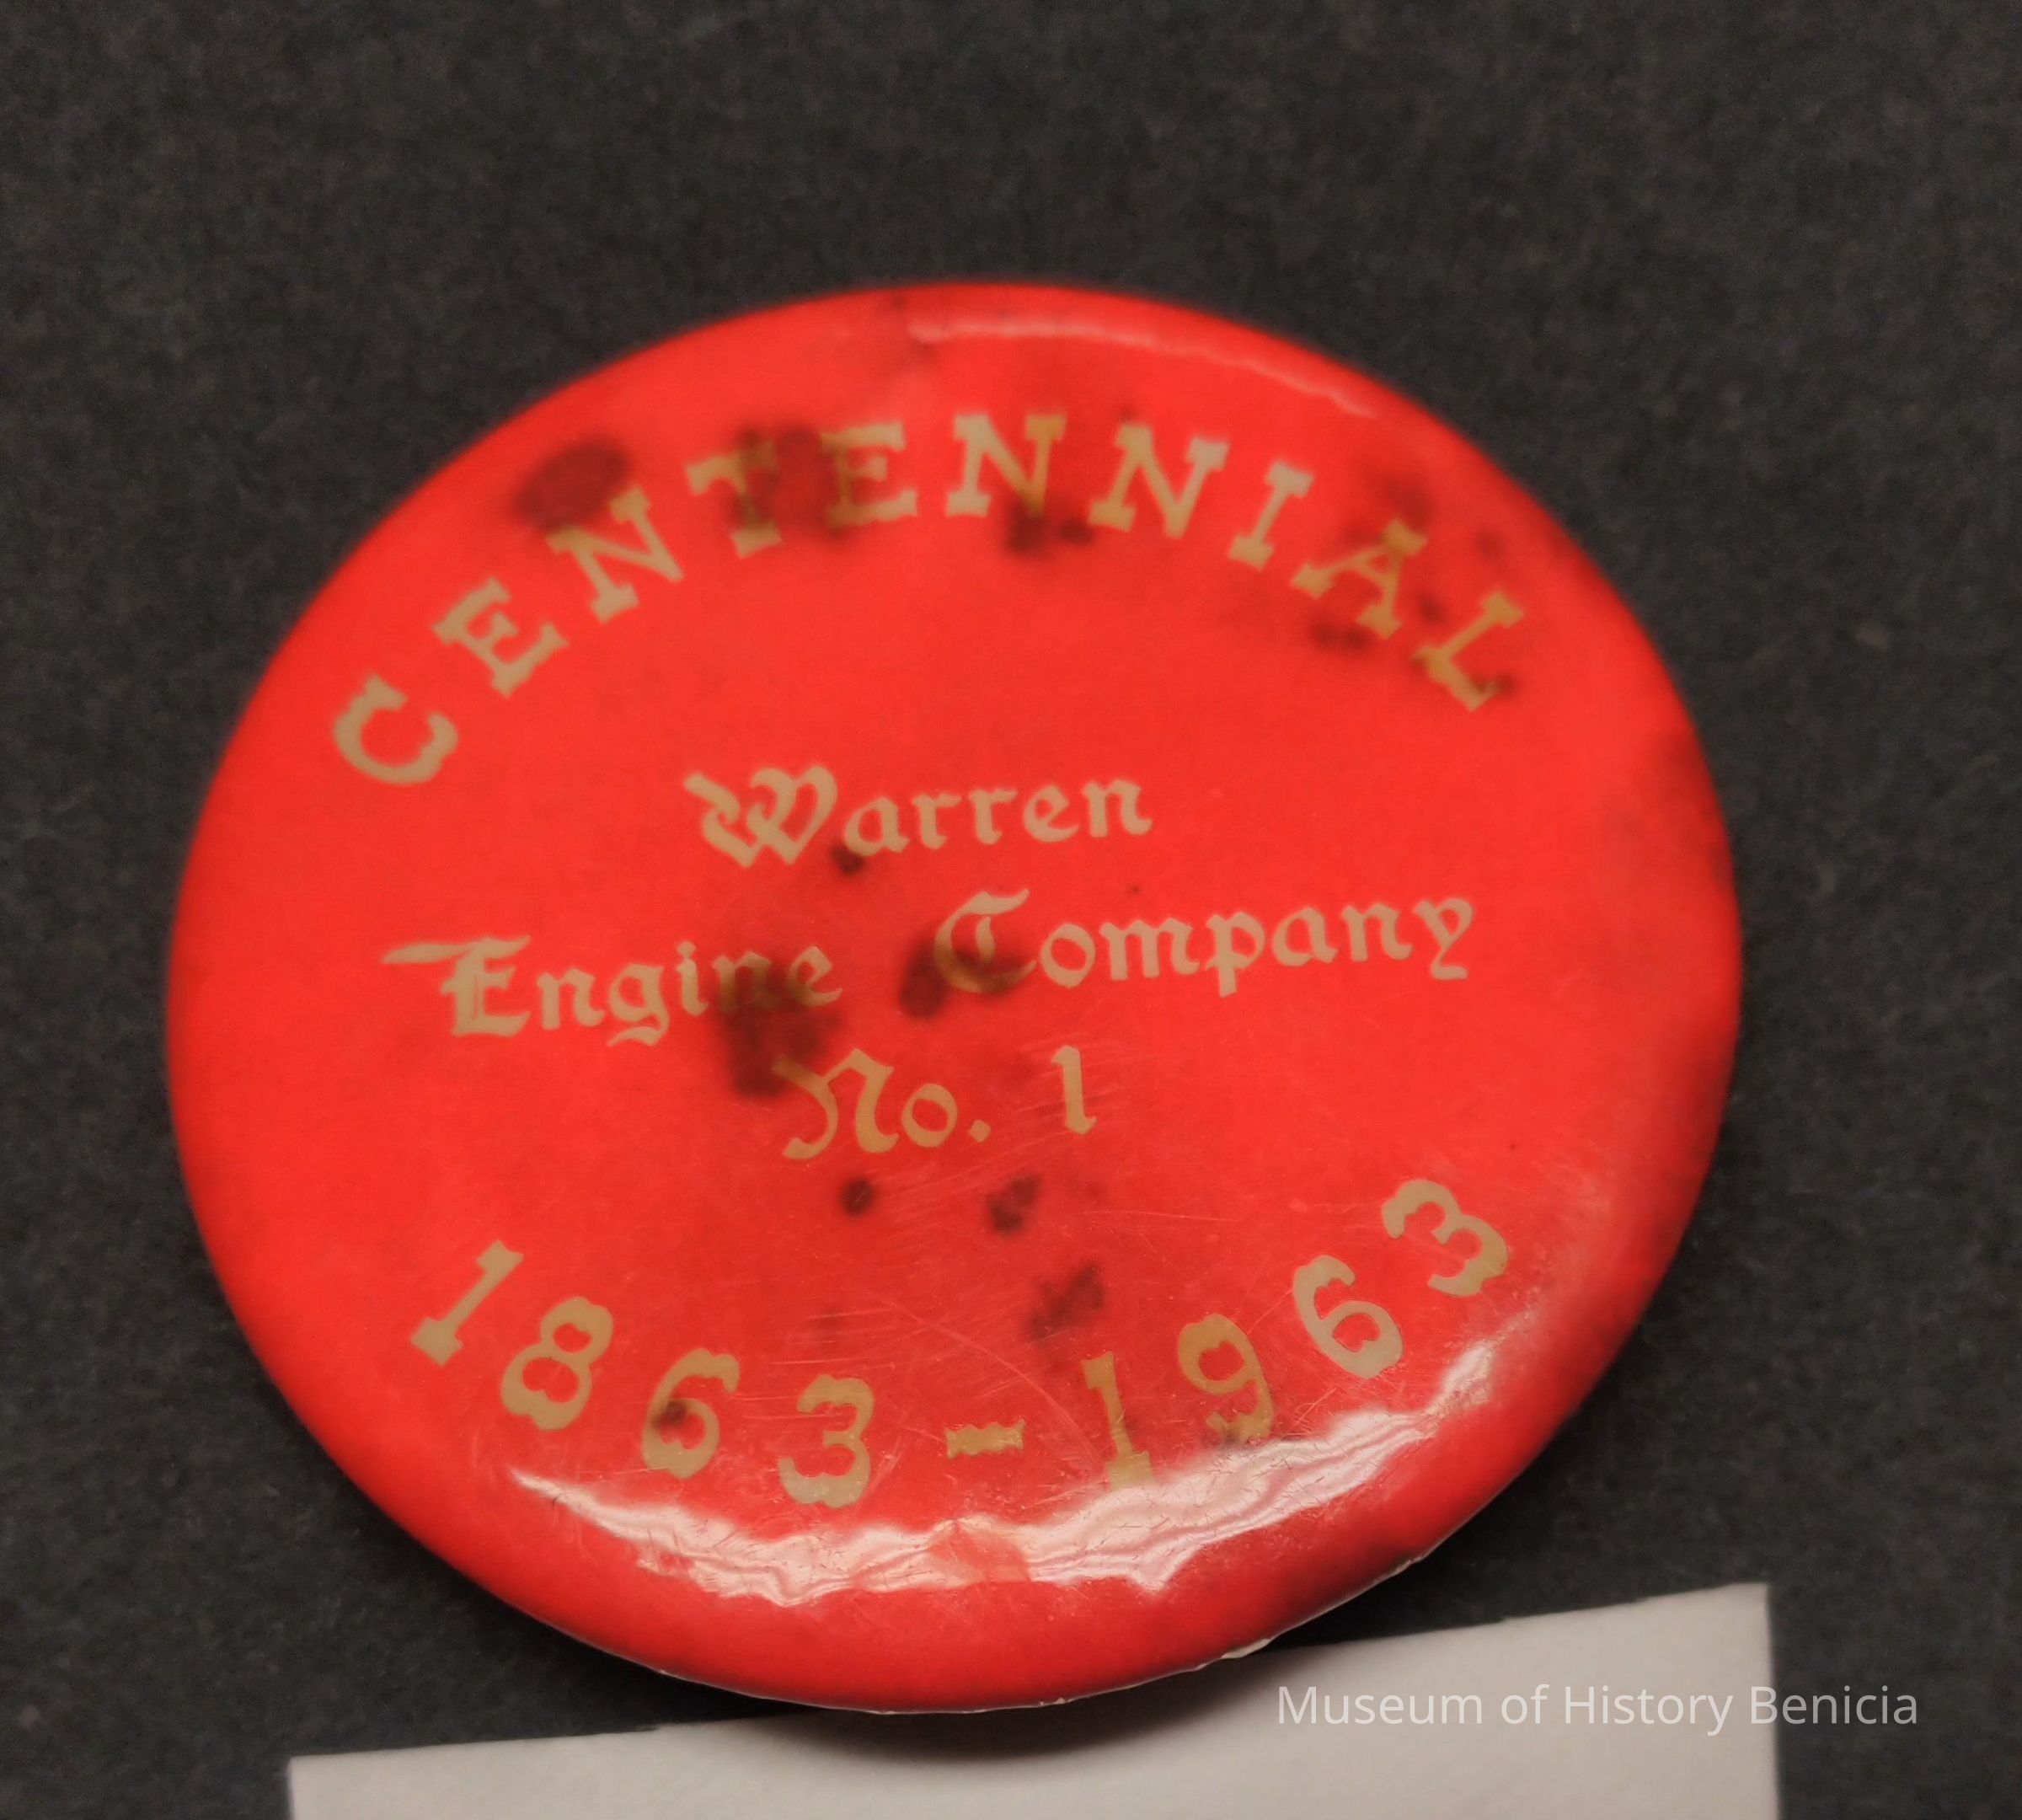 CENTENNIAL
Warren
Engine Company
No. 1
1863-1963
Museum of History Benicia